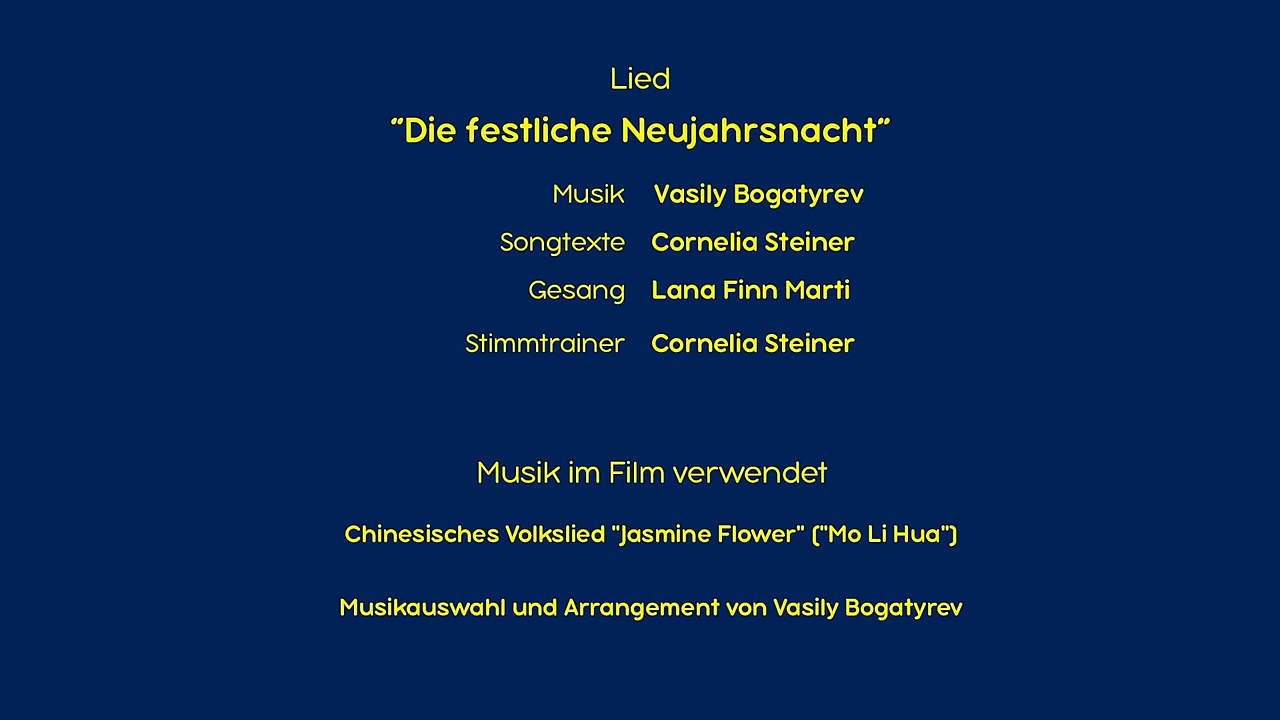 Lied
“Die festliche Neujahrsnacht”
Musik Vasily Bogatyrev
Songtexte Cornelia Steiner
Gesang Lana Finn Marti
Stimmtrainer Cornelia Steiner
Musik im Film verwendet
Chinesisches Volkslied "Jasmine Flower" ("Mo Li Hua")
Musikauswahl und Arrangement von Vasily Bogatyrev